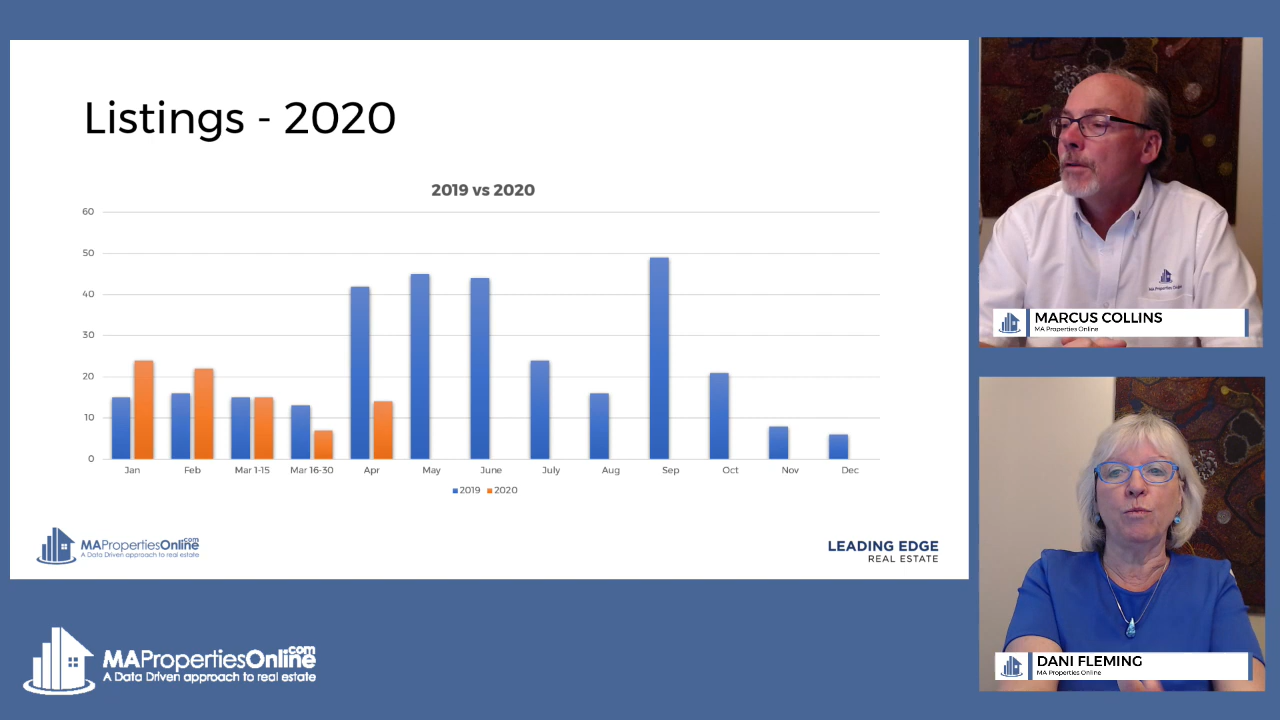 Listings - 2020
2019 vs 2020
60
50
40
30
20
10
0
Jan Feb Mar 1-15 Mar 16-30 Apr May June July Aug Sep Oct Nov Dec
2019 2020
MAPropertiesOnline.com
A Data Driven approach to real estate
LEADING EDGE
REAL ESTATE
MA Properties Online
MARCUS COLLINS
MA Properties Online
DANI FLEMING
MA Properties Online
MAPropertiesOnline.com
A Data Driven approach to real estate